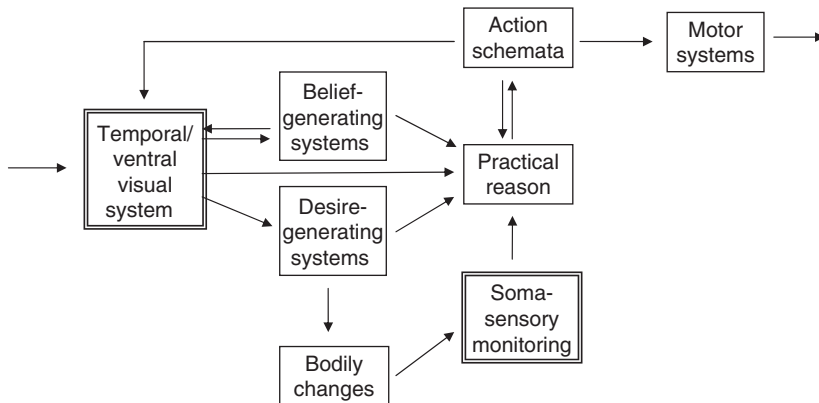 Action
schemata
Motor
systems
Belief-
generating
systems
Temporal/
ventral
visual
system
Practical
reason
Desire-
generating
systems
Soma-
sensory
monitoring
Bodily
changes